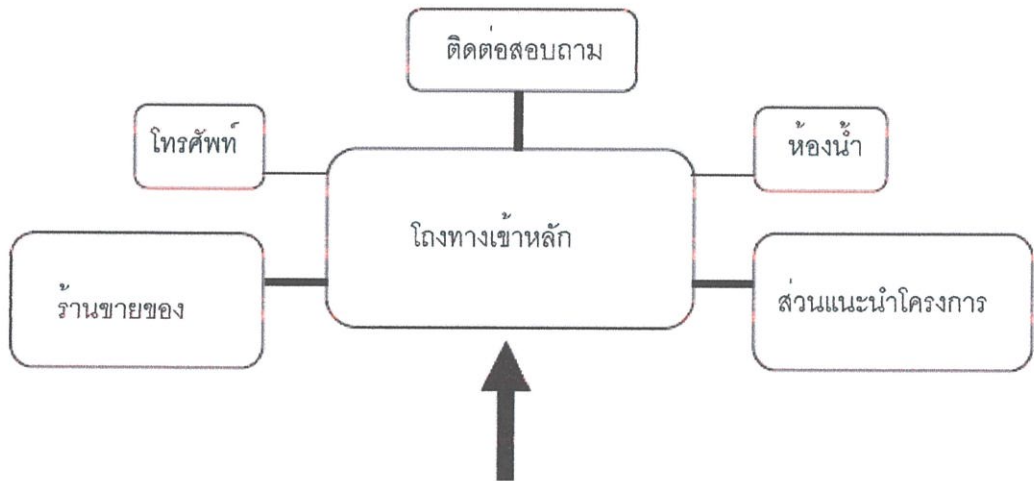 ติดต่อสอบถาม
โทรศัพท์
ห้องน้ำ
โถงทางเข้าหลัก
ร้านขายของ
ส่วนแนะนำโครงการ